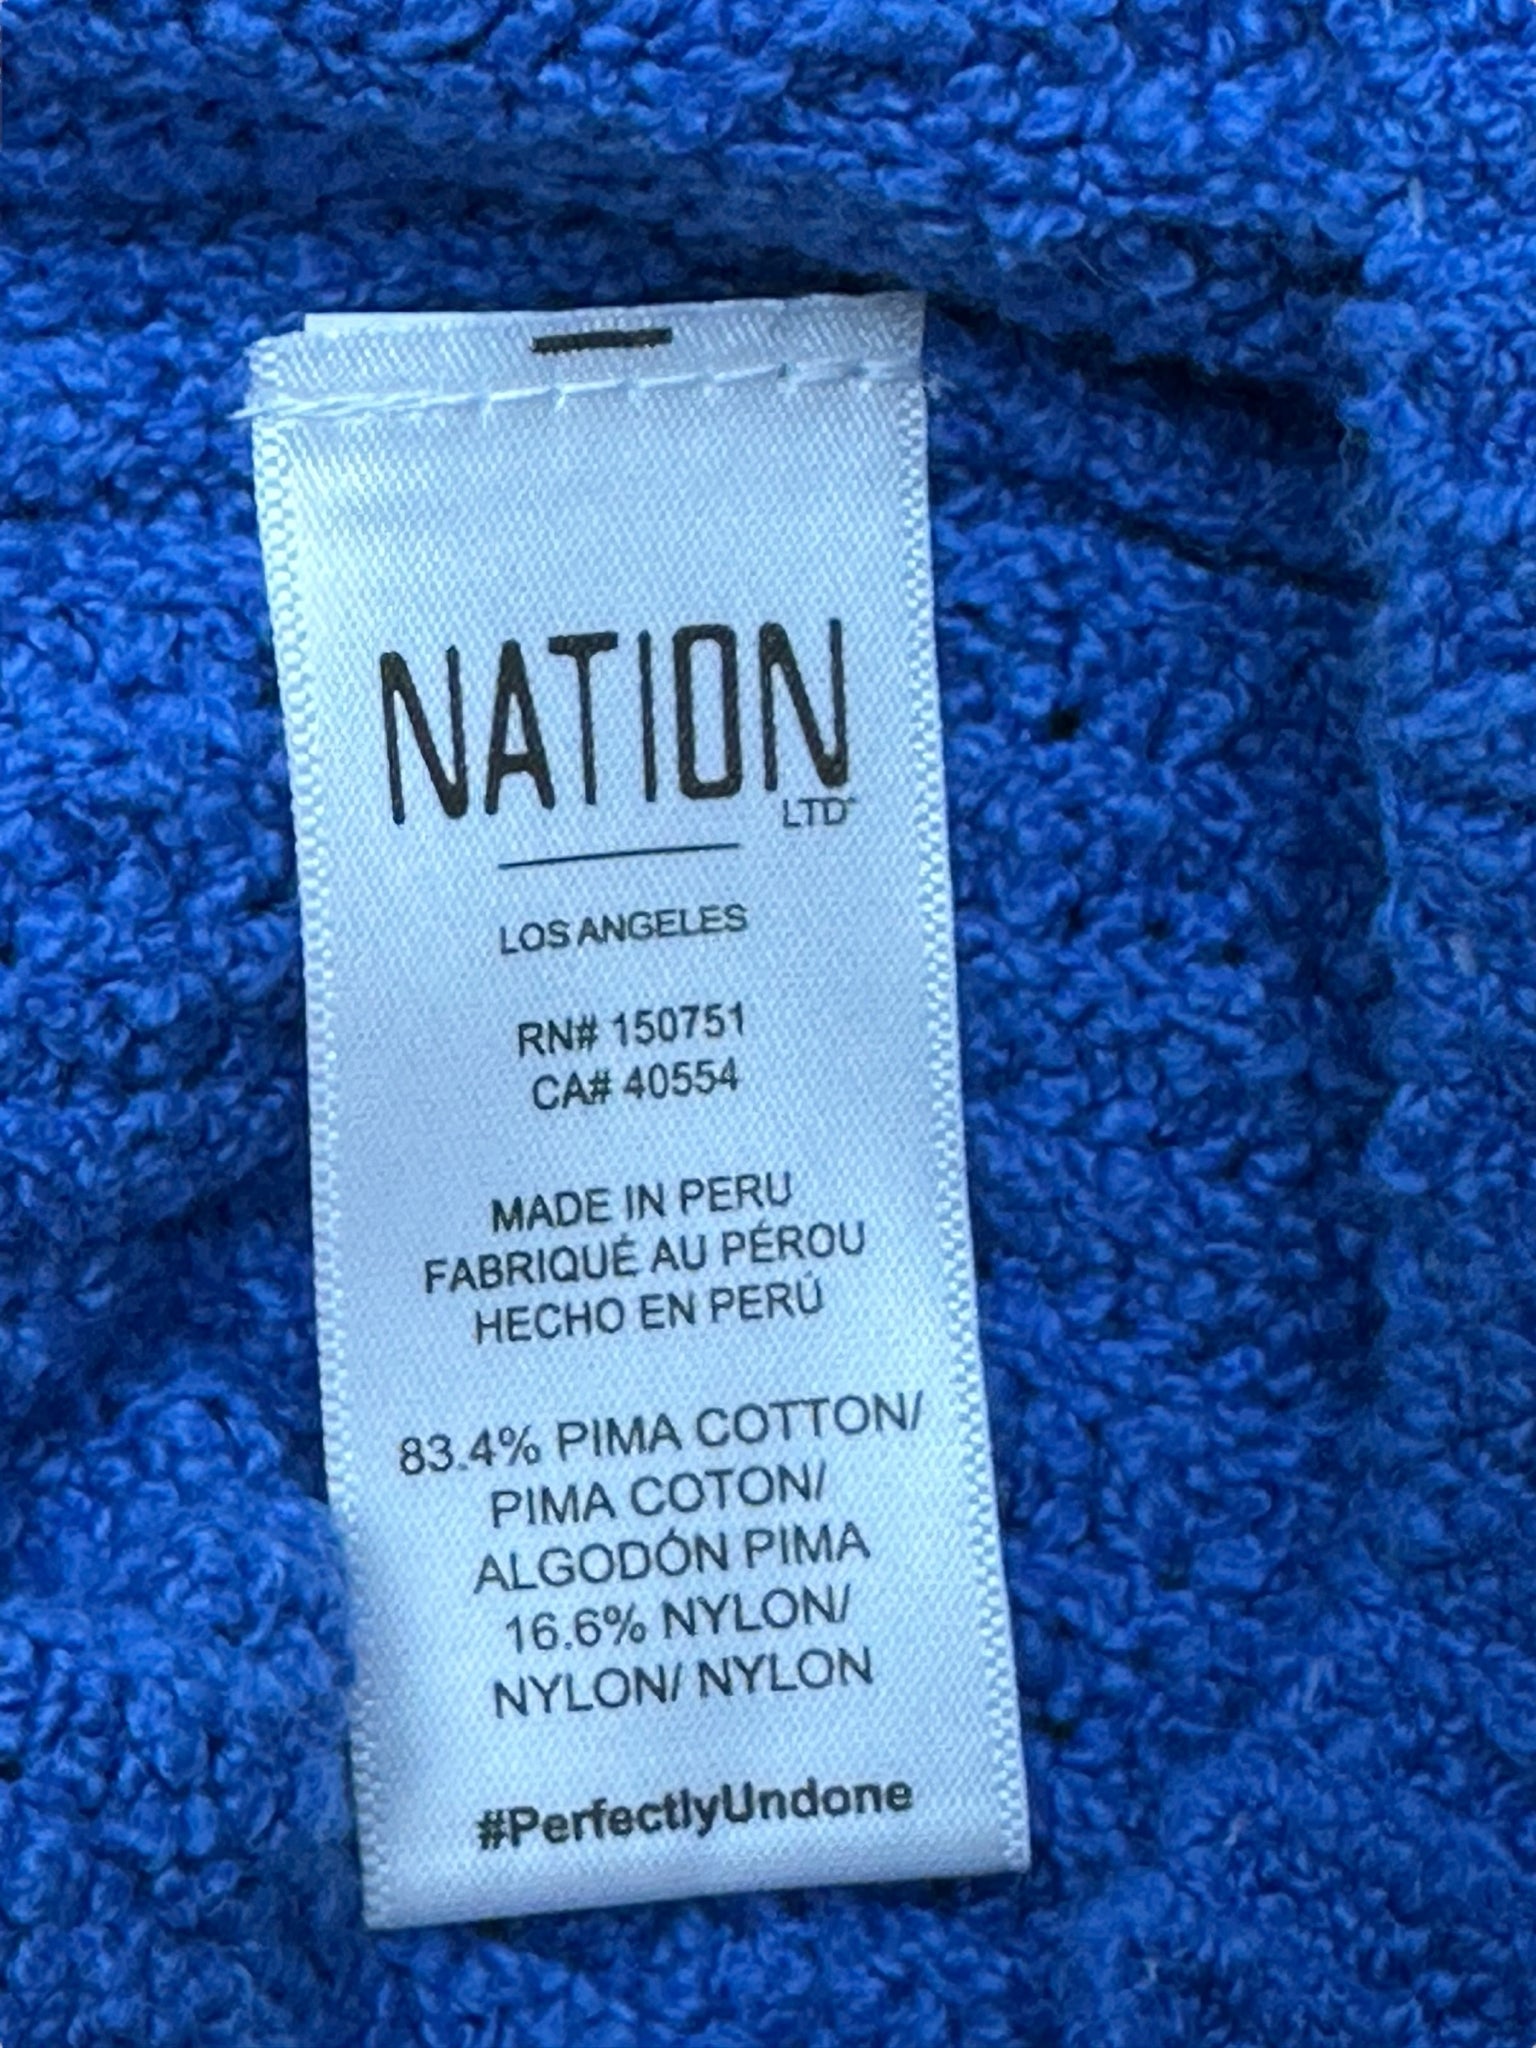 NATION
LTD
LOS ANGELES
RN# 150751
CA# 40554
MADE IN PERU
FABRIQUÉ AU PÉROU
HECHO EN PERÚ
83.4% PIMA COTTON/
PIMA COTON/
ALGODÓN PIMA
16.6% NYLON/
NYLON/ NYLON
#PerfectlyUndone